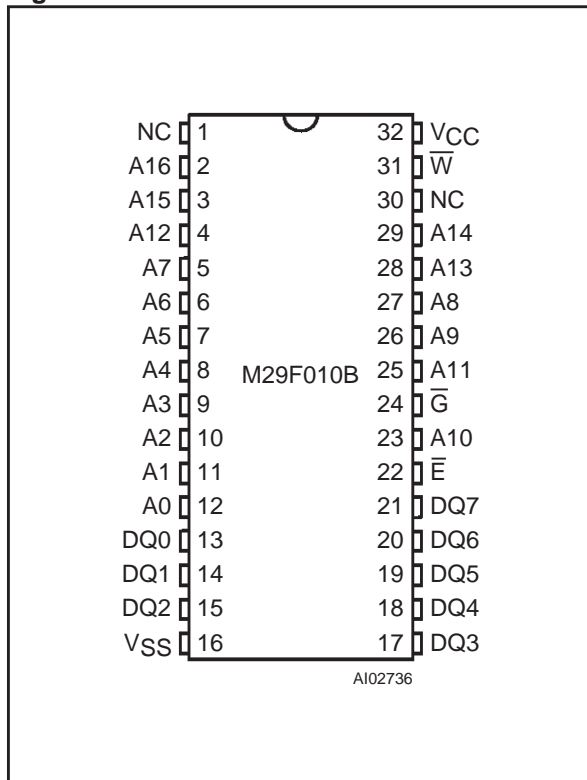 NC 1 32 VCC
A16 2 31 W̅
A15 3 30 NC
A12 4 29 A14
A7 5 28 A13
A6 6 27 A8
A5 7 26 A9
A4 8 M29F010B 25 A11
A3 9 24 G̅
A2 10 23 A10
A1 11 22 E̅
A0 12 21 DQ7
DQ0 13 20 DQ6
DQ1 14 19 DQ5
DQ2 15 18 DQ4
VSS 16 17 DQ3
AI02736